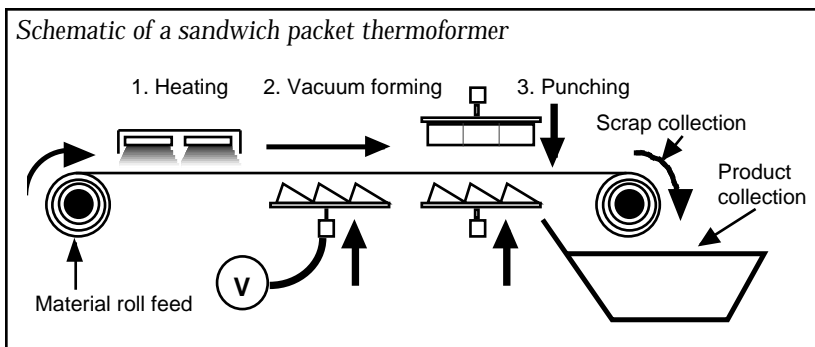 Schematic of a sandwich packet thermoformer
1. Heating
2. Vacuum forming
3. Punching
Scrap collection
Product
collection
V
Material roll feed